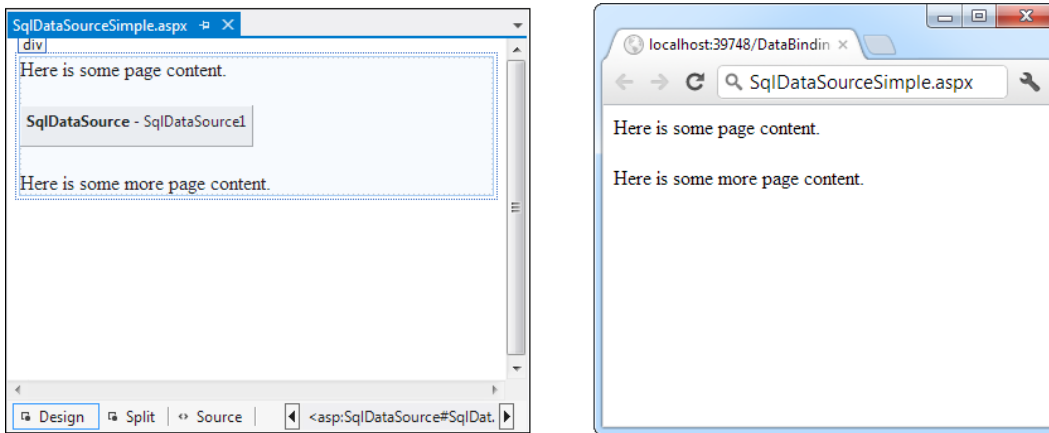 SqlDataSourceSimple.aspx
div
Here is some page content.
SqlDataSource - SqlDataSource1
Here is some more page content.
Design
Split
Source
<asp:SqlDataSource#SqlDat.
localhost:39748/DataBindin
SqlDataSourceSimple.aspx
Here is some page content.
Here is some more page content.